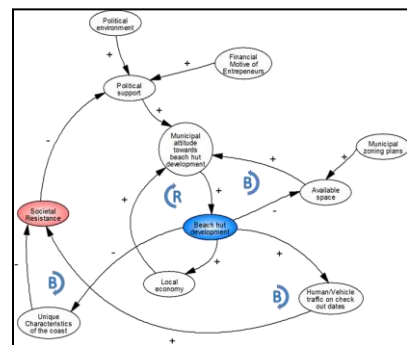 Political
environment
+
+
Financial
Motive of
Entrepeneurs
Political
support
-
+
Municipal
attitude
towards
beach hut
development
Municipal
zoning plans
+
+
Available
space
R
B
+
+
Societal
Resistance
-
Beach hut
development
-
+
+
-
B
Local
economy
B
Human/Vehicle
traffic on check
out dates
Unique
Characteristics
of the coast
+